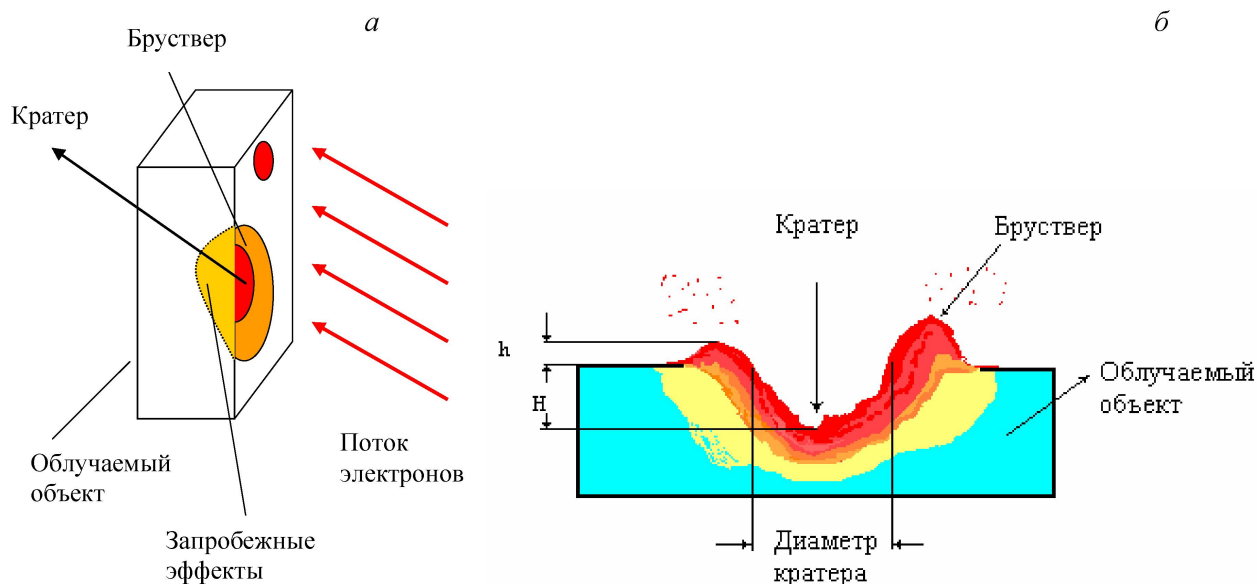 а
Бруствер
Кратер
Облучаемый
объект
Поток
электронов
Запробежные
эффекты
б
Кратер
Бруствер
h
H
Облучаемый
объект
Диаметр
кратера